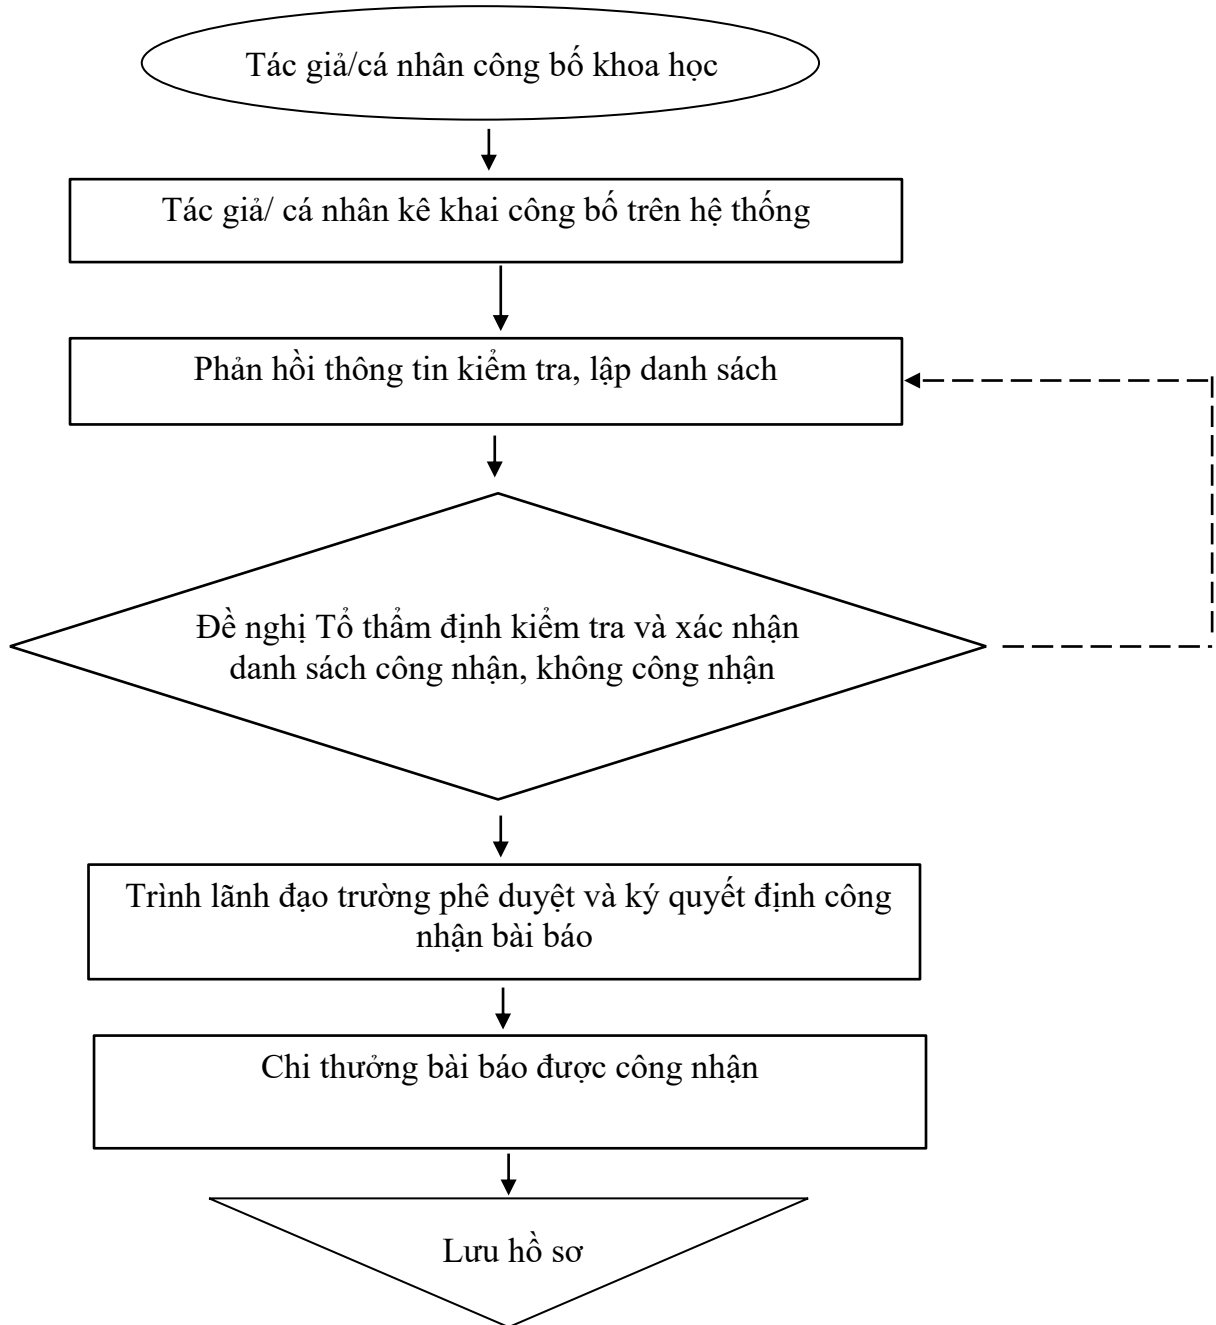 Tác giả/cá nhân công bố khoa học
Tác giả/ cá nhân kê khai công bố trên hệ thống
Phản hồi thông tin kiểm tra, lập danh sách
Đề nghị Tổ thẩm định kiểm tra và xác nhận
danh sách công nhận, không công nhận
Trình lãnh đạo trường phê duyệt và ký quyết định công
nhận bài báo
Chi thưởng bài báo được công nhận
Lưu hồ sơ